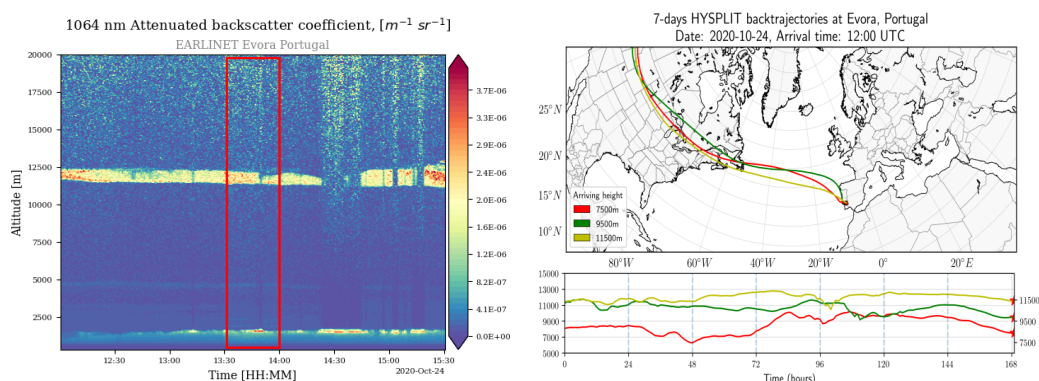 1064 nm Attenuated backscatter coefficient, [m⁻¹ sr⁻¹]
EARLINET Evora Portugal
20000
17500
15000
12500
10000
7500
5000
2500
Altitude [m]
12:30
13:00
13:30
14:00
14:30
15:00
15:30
2020-Oct-24
Time [HH:MM]
3.7E-06
3.3E-06
2.9E-06
2.4E-06
2.0E-06
1.6E-06
1.2E-06
8.2E-07
4.1E-07
0.0E+00
7-days HYSPLIT backtrajectories at Evora, Portugal
Date: 2020-10-24, Arrival time: 12:00 UTC
25°N
20°N
15°N
10°N
Arriving height
7500m
9500m
11500m
80°W
60°W
40°W
20°W
0°
20°E
15000
13000
11000
9000
7000
5000
11500
9500
7500
0
24
48
72
96
120
144
168
Time (hours)